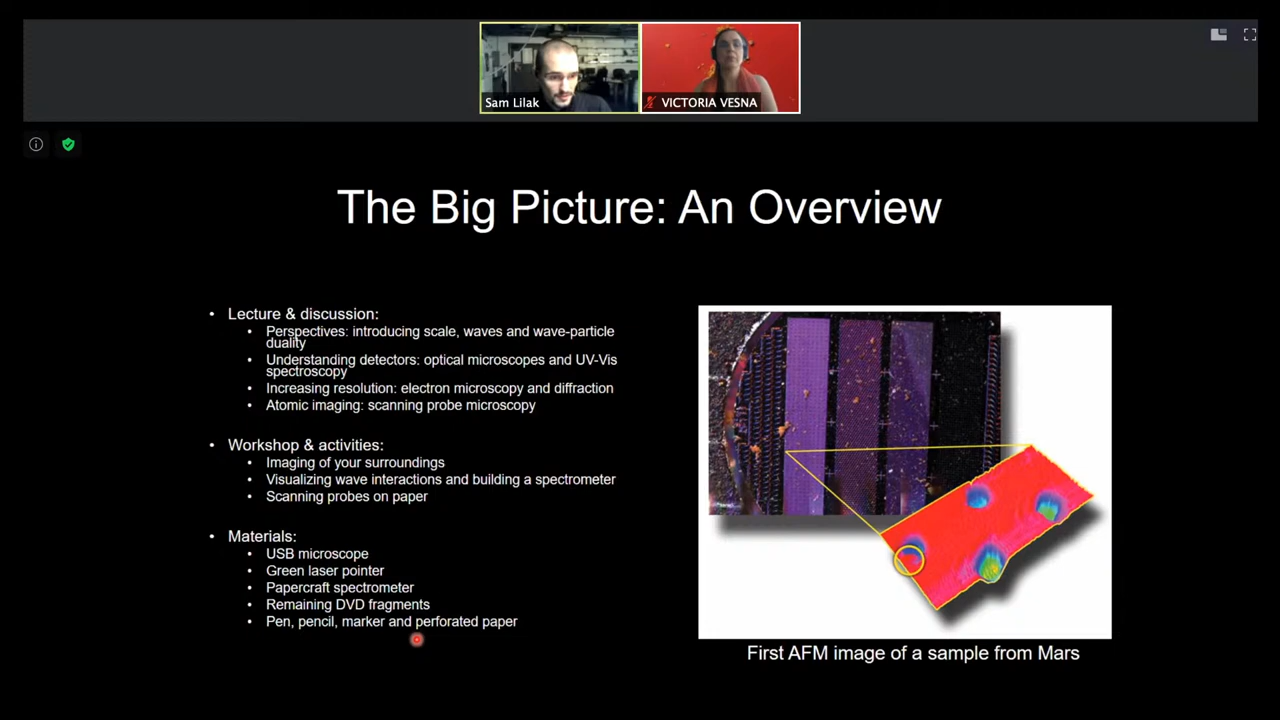 Sam Lilak
VICTORIA VESNA
The Big Picture: An Overview
• Lecture & discussion:
• Perspectives: introducing scale, waves and wave-particle
duality
• Understanding detectors: optical microscopes and UV-Vis
spectroscopy
• Increasing resolution: electron microscopy and diffraction
• Atomic imaging: scanning probe microscopy
• Workshop & activities:
• Imaging of your surroundings
• Visualizing wave interactions and building a spectrometer
• Scanning probes on paper
• Materials:
• USB microscope
• Green laser pointer
• Papercraft spectrometer
• Remaining DVD fragments
• Pen, pencil, marker and perforated paper
First AFM image of a sample from Mars